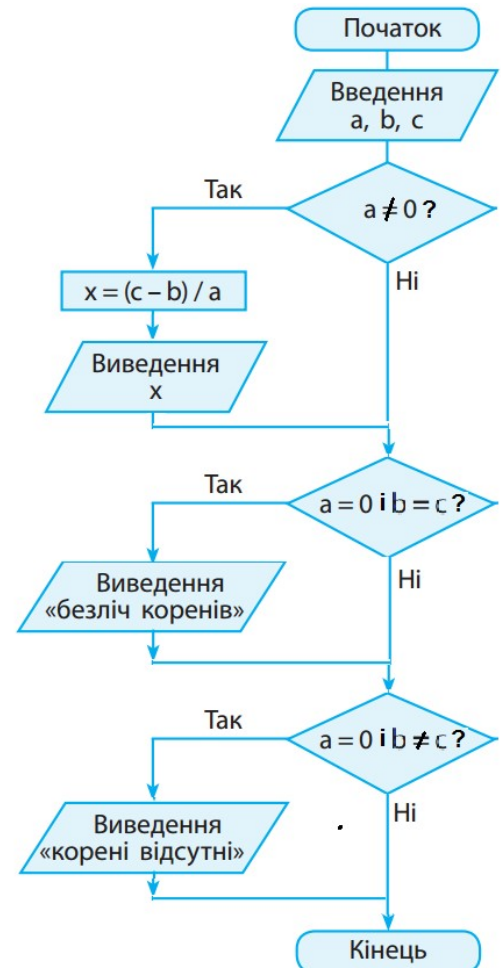 Початок
Введення
a, b, c
Так
a ≠ 0 ?
Ні
x = (c – b) / a
Виведення
x
Так
a = 0 і b = c ?
Ні
Виведення
«безліч коренів»
Так
a = 0 і b ≠ c ?
Ні
Виведення
«корені відсутні»
Кінець